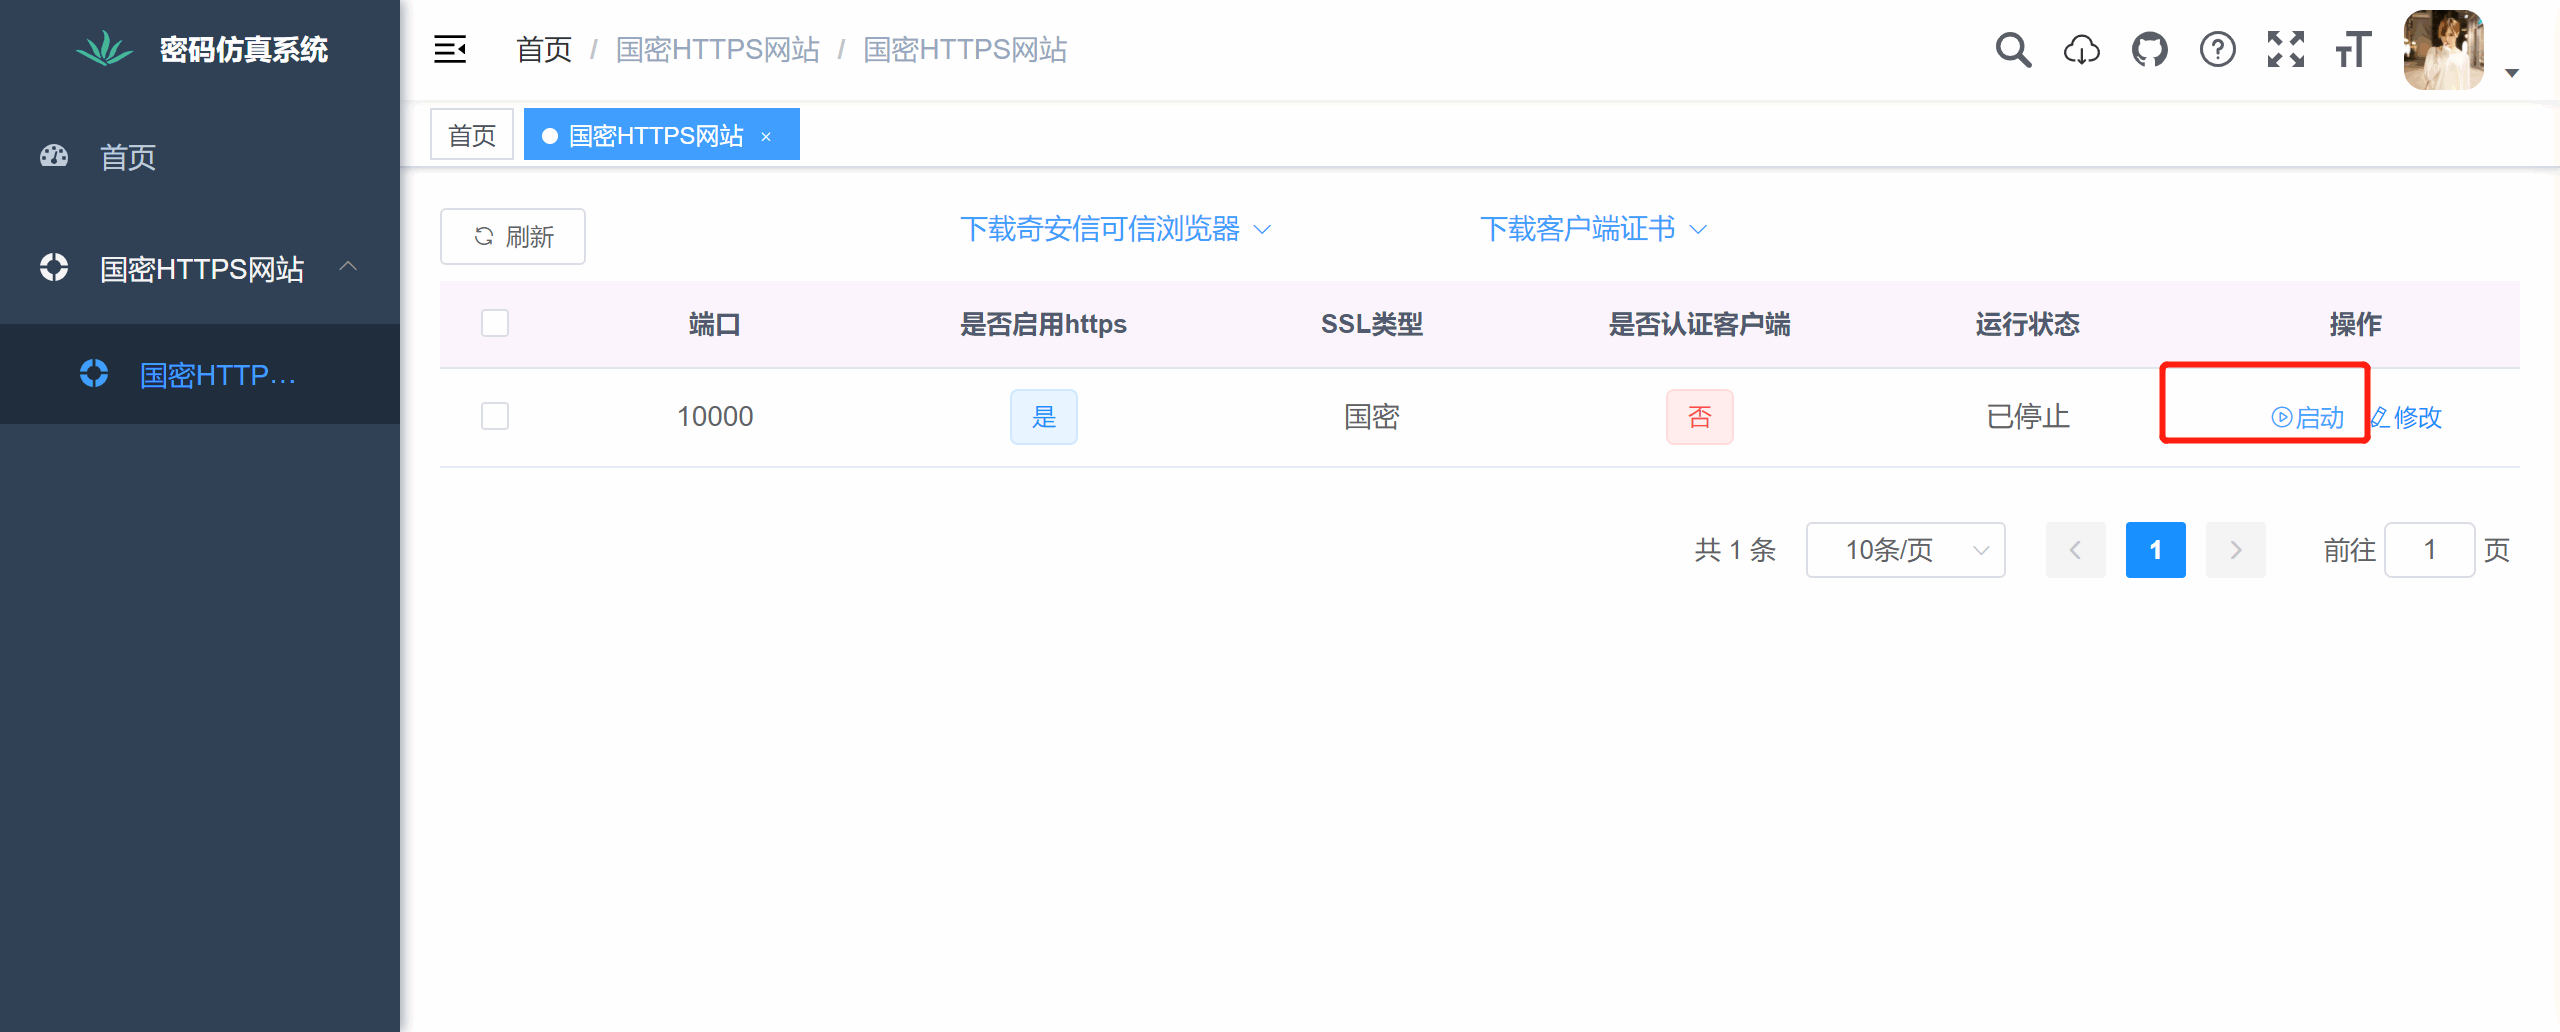 密码仿真系统
首页 / 国密HTTPS网站 / 国密HTTPS网站
首页
国密HTTPS网站
国密HTTP...
首页
国密HTTPS网站 ×
刷新
下载奇安信可信浏览器
下载客户端证书
端口 是否启用https SSL类型 是否认证客户端 运行状态 操作
10000 是 国密 否 已停止 启动 修改
共 1 条 10条/页 1 前往 1 页